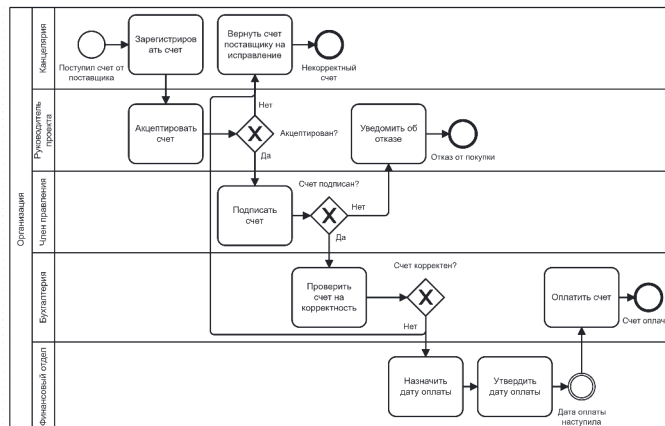 Организация
Канцелярия
Поступил счет от
поставщика
Зарегистриров
ать счет
Вернуть счет
поставщику на
исправление
Некорректный
счет
Руководитель
проекта
Акцептировать
счет
Нет
Акцептирован?
Да
Уведомить об
отказе
Отказ от покупки
Член правления
Подписать
счет
Счет подписан?
Нет
Да
Бухгалтерия
Проверить
счет на
корректность
Счет корректен?
Нет
Оплатить счет
Счет оплач
Финансовый отдел
Назначить
дату оплаты
Утвердить
дату оплаты
Дата оплаты
наступила